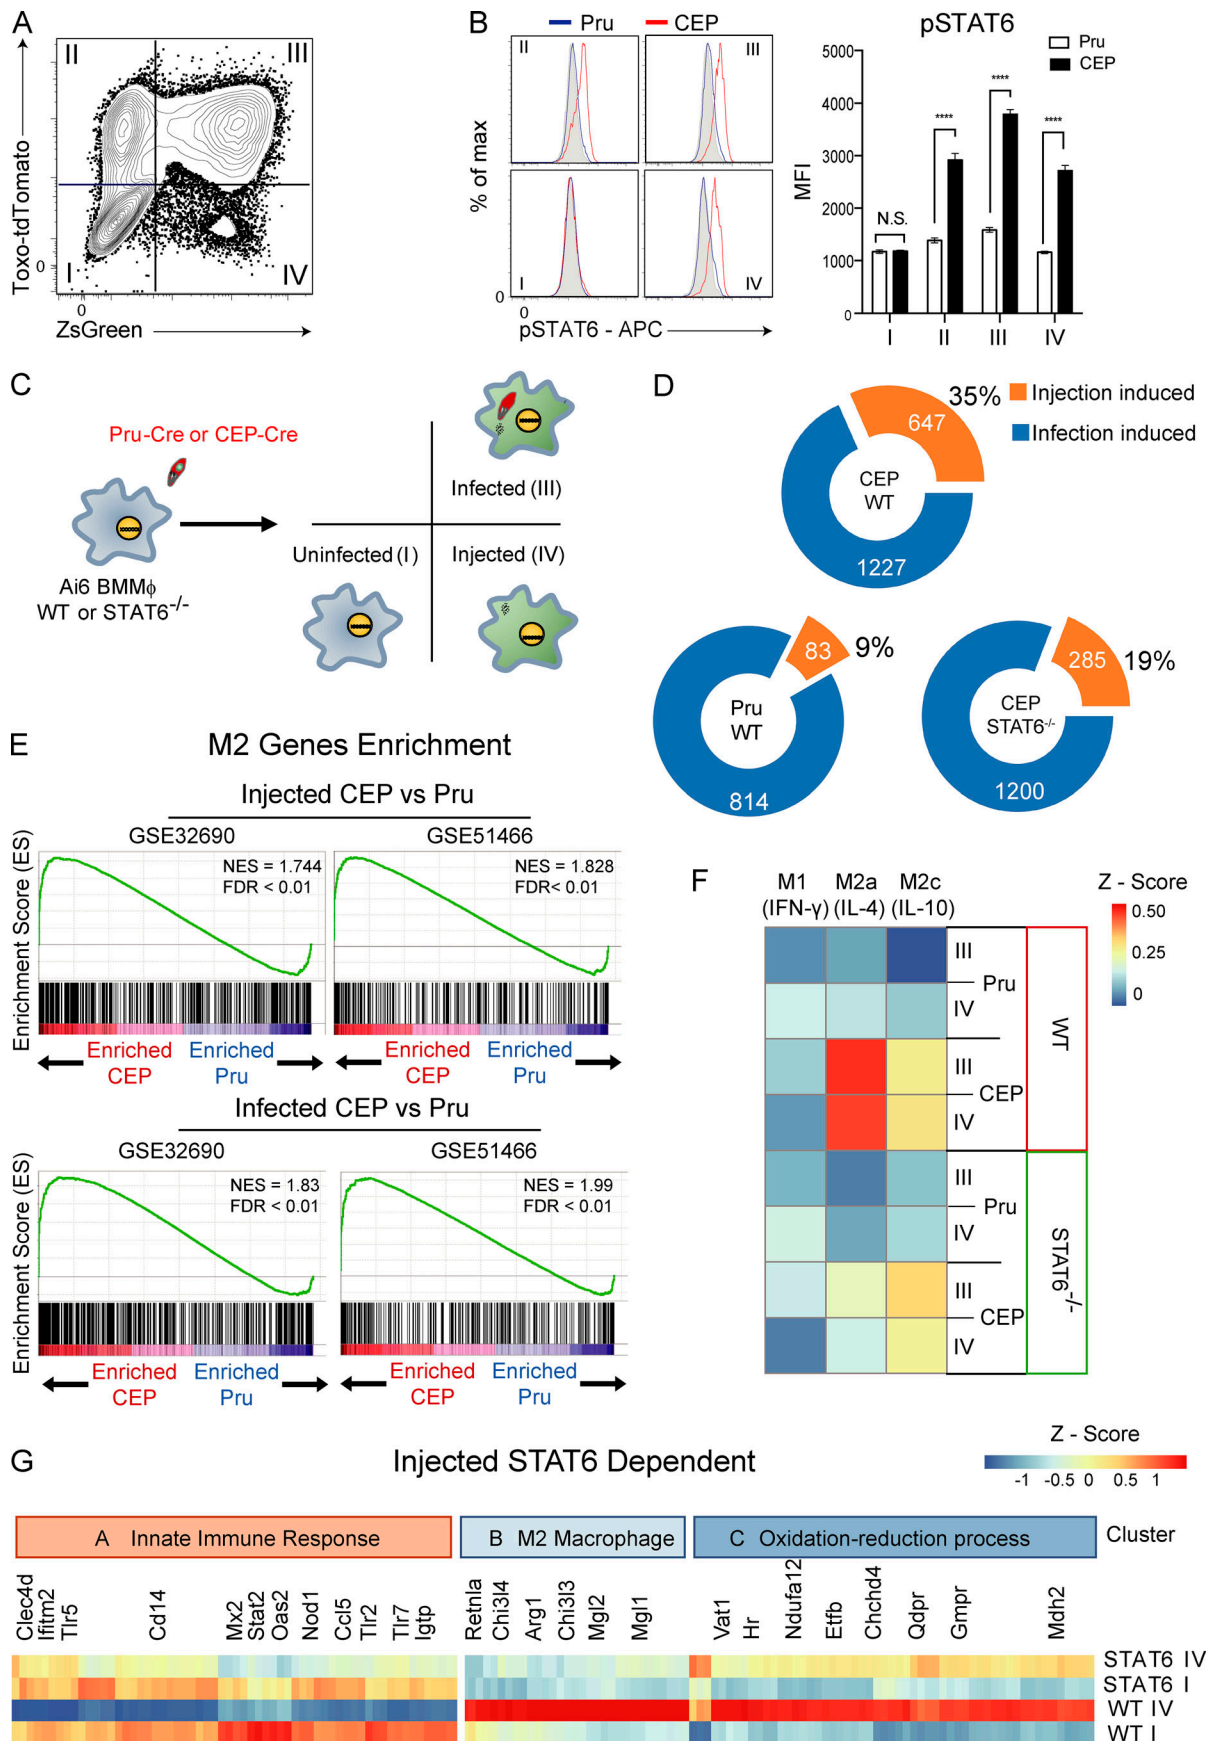 A
II
III
I
IV
Toxo-tdTomato
0
0
ZsGreen
B
Pru
CEP
II
III
I
IV
% of max
0
0
pSTAT6 - APC
pSTAT6
Pru
CEP
MFI
5000
4000
3000
2000
1000
0
N.S.
****
****
****
I II III IV
C
Pru-Cre or CEP-Cre
Ai6 BMMϕ
WT or STAT6-/-
Infected (III)
Uninfected (I)
Injected (IV)
D
35%
Injection induced
Infection induced
647
CEP
WT
1227
83
9%
Pru
WT
814
285
19%
CEP
STAT6-/-
1200
E
M2 Genes Enrichment
Injected CEP vs Pru
GSE32690
GSE51466
Enrichment Score (ES)
NES = 1.744
FDR < 0.01
NES = 1.828
FDR < 0.01
Enriched
CEP
Enriched
Pru
Enriched
CEP
Enriched
Pru
Infected CEP vs Pru
GSE32690
GSE51466
Enrichment Score (ES)
NES = 1.83
FDR < 0.01
NES = 1.99
FDR < 0.01
Enriched
CEP
Enriched
Pru
Enriched
CEP
Enriched
Pru
F
M1 M2a M2c
(IFN-γ) (IL-4) (IL-10)
Z - Score
0.50
0.25
0
III
Pru
IV
III
CEP
IV
WT
III
Pru
IV
III
CEP
IV
STAT6-/-
G
Injected STAT6 Dependent
Z - Score
-1 -0.5 0 0.5 1
A Innate Immune Response
B M2 Macrophage
C Oxidation-reduction process
Cluster
Clec4d
Ifitm2
Tlr5
Cd14
Mx2
Stat2
Oas2
Nod1
Ccl5
Tlr2
Tlr7
Igtp
Retnla
Chi3l4
Arg1
Chi3l3
Mgl2
Mgl1
Vat1
Hr
Ndufa12
Etfb
Chchd4
Qdpr
Gmpr
Mdh2
STAT6 IV
STAT6 I
WT IV
WT I